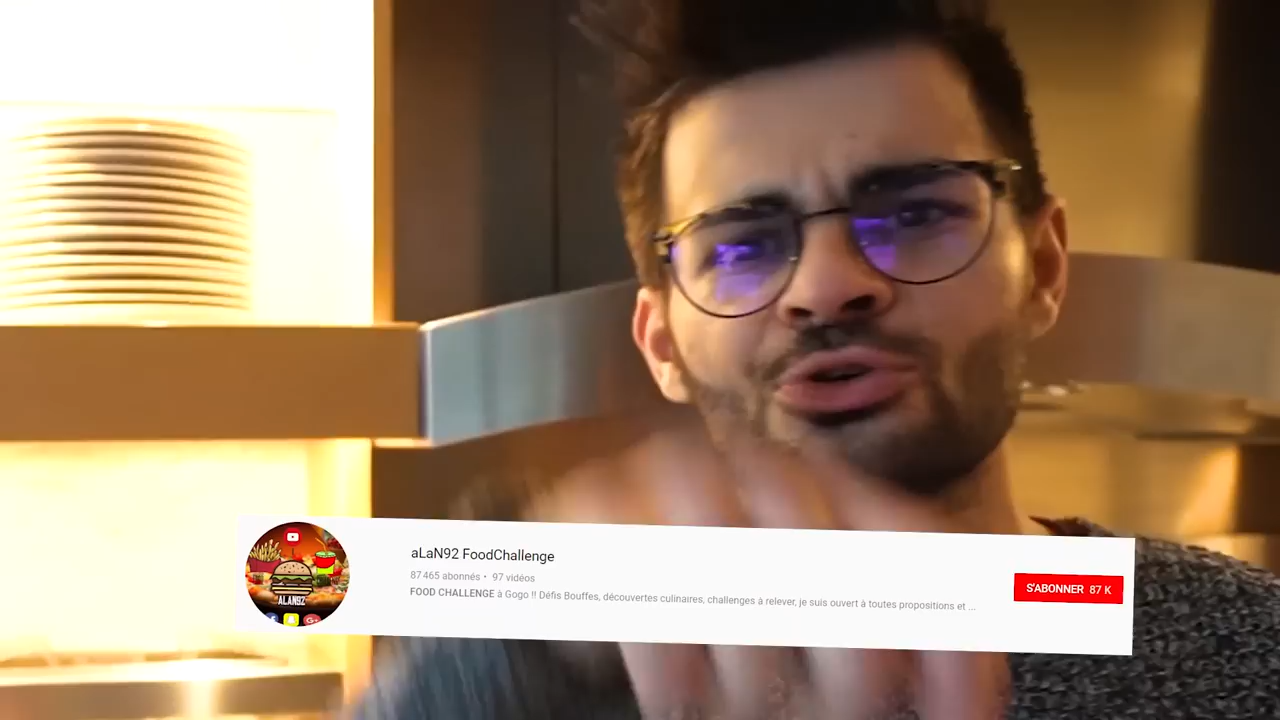 aLaN92 FoodChallenge
87 465 abonnés • 97 vidéos
FOOD CHALLENGE à Gogo !! Défis Bouffes, découvertes culinaires, challenges à relever, je suis ouvert à toutes propositions et ...
S'ABONNER 87 K
ALAN92
G+